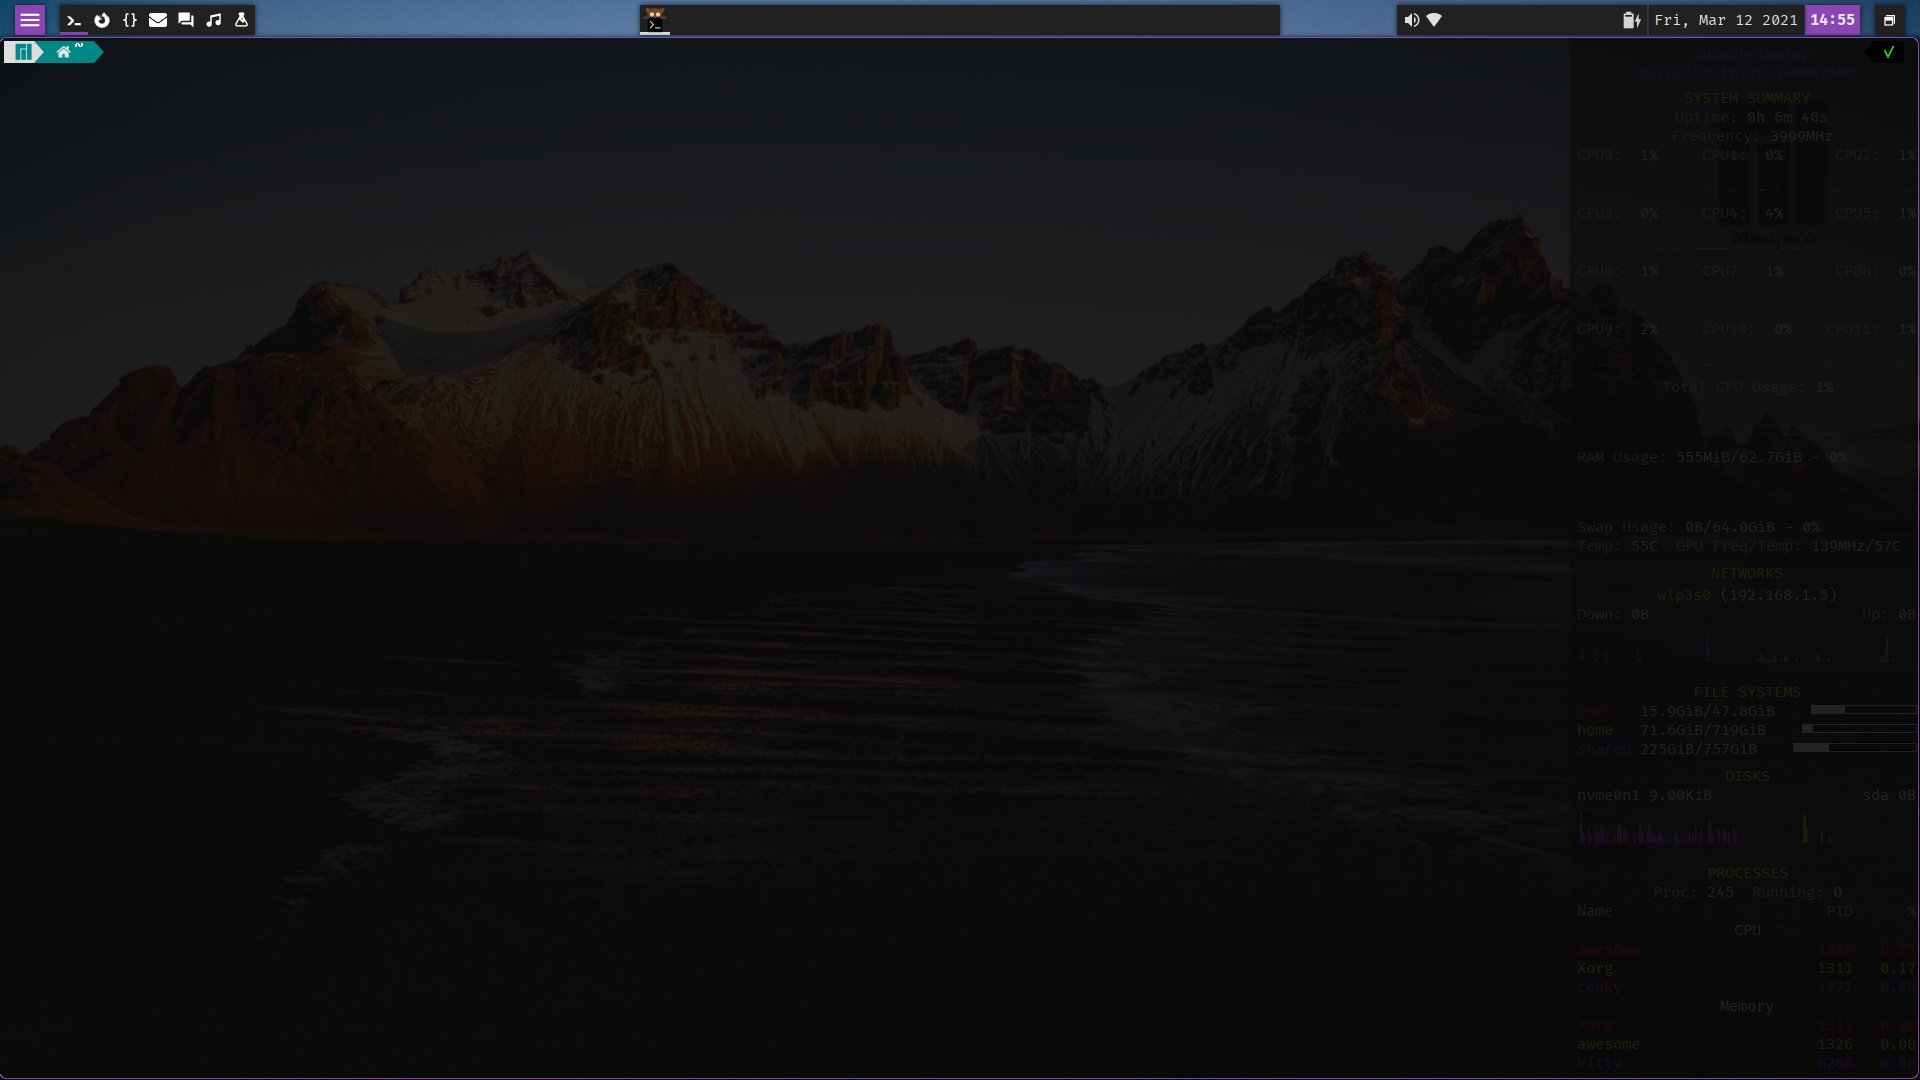 Fri, Mar 12 2021 14:55
~
sumedh-laptop
Kernel 5.10.19-1-MANJARO
SYSTEM SUMMARY
Uptime: 0h 6m 40s
Frequency: 3999MHz
CPU0: 1% CPU1: 0% CPU2: 1%
CPU3: 0% CPU4: 4% CPU5: 1%
Manjaro
CPU6: 1% CPU7: 1% CPU8: 0%
CPU9: 2% CPU10: 0% CPU11: 1%
Total CPU Usage: 1%
RAM Usage: 555MiB/62.7GiB - 0%
Swap Usage: 0B/64.0GiB - 0%
Temp: 55C GPU Freq/Temp: 139MHz/57C
NETWORKS
wlp3s0 (192.168.1.5)
Down: 0B Up: 0B
FILE SYSTEMS
root 15.9GiB/47.8GiB
home 71.6GiB/719GiB
shared 225GiB/757GiB
DISKS
nvme0n1 9.00KiB sda 0B
PROCESSES
Proc: 245 Running: 0
Name PID %
CPU
awesome 1326 0.25
Xorg 1311 0.17
conky 1371 0.08
Memory
Xorg 1311 0.08
awesome 1326 0.08
kitty 6286 0.08